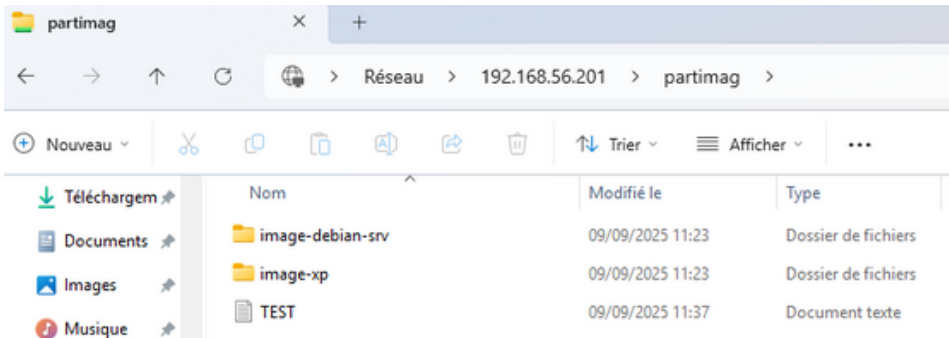 partimag
Réseau > 192.168.56.201 > partimag >
Nouveau Trier Afficher ...
Nom Modifié le Type
Téléchargem
Documents image-debian-srv 09/09/2025 11:23 Dossier de fichiers
Images image-xp 09/09/2025 11:23 Dossier de fichiers
Musique TEST 09/09/2025 11:37 Document texte